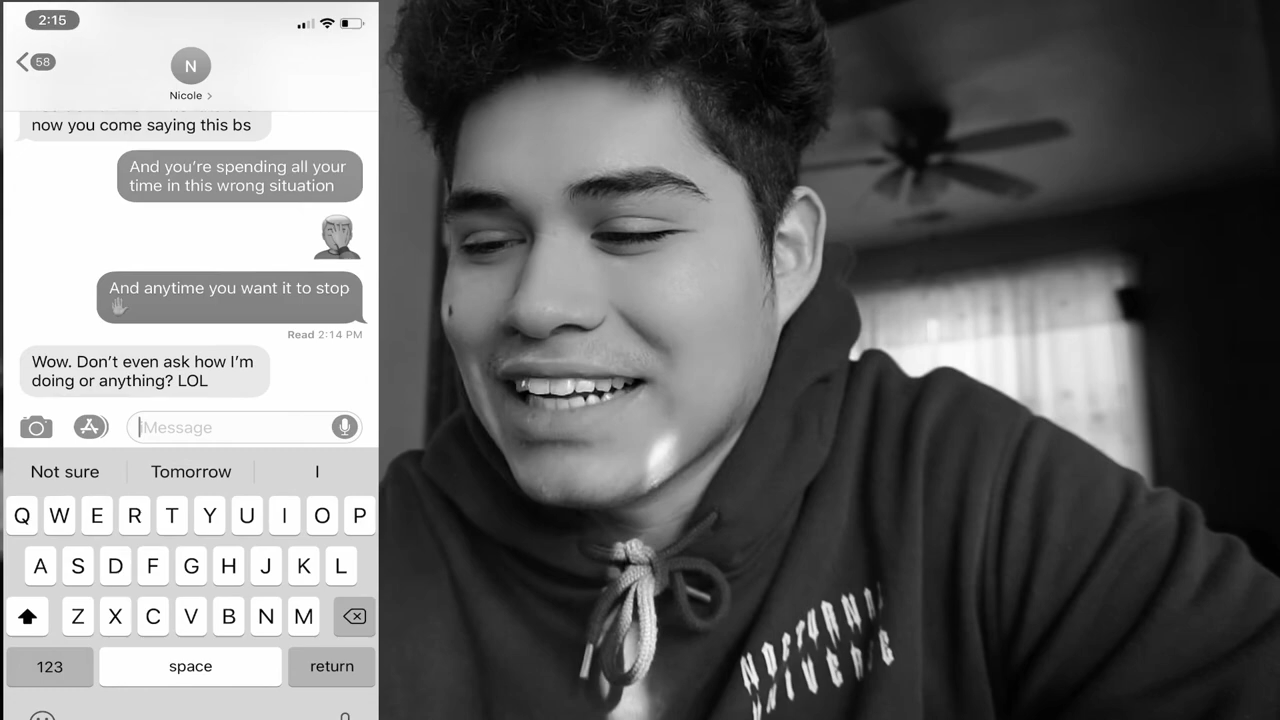 2:15
58
N
Nicole >
now you come saying this bs
And you're spending all your
time in this wrong situation
And anytime you want it to stop
Read 2:14 PM
Wow. Don't even ask how I'm
doing or anything? LOL
iMessage
Not sure
Tomorrow
I
Q W E R T Y U I O P
A S D F G H J K L
Z X C V B N M
123
space
return